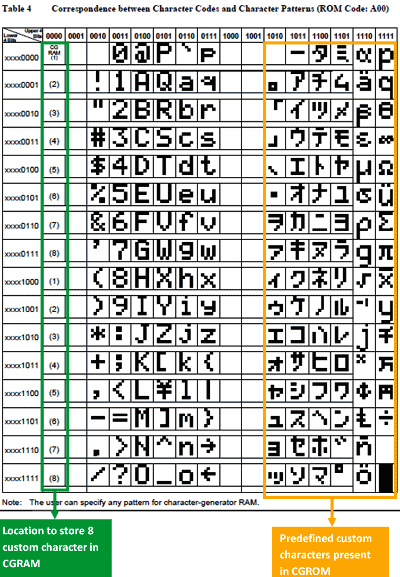 Table 4 Correspondence between Character Codes and Character Patterns (ROM Code: A00)
Lower 4 Bits Upper 4 Bits 0000 0001 0010 0011 0100 0101 0110 0111 1000 1001 1010 1011 1100 1101 1110 1111
xxxx0000 CG RAM (1) 0 @ P ` p ー タ ミ α p
xxxx0001 (2) ! 1 A Q a q 。 ア チ ム ä q
xxxx0010 (3) " 2 B R b r 「 イ ツ メ β θ
xxxx0011 (4) # 3 C S c s 」 ウ テ モ ε ∞
xxxx0100 (5) $ 4 D T d t 、 エ ト ヤ μ Ω
xxxx0101 (6) % 5 E U e u ・ オ ナ ユ σ ü
xxxx0110 (7) & 6 F V f v ヲ カ ニ ヨ ρ Σ
xxxx0111 (8) ' 7 G W g w ァ キ ヌ ラ g π
xxxx1000 (1) ( 8 H X h x ィ ク ネ リ √ x̄
xxxx1001 (2) ) 9 I Y i y ゥ ケ ノ ル ⁻¹ y
xxxx1010 (3) * : J Z j z ェ コ ハ レ j 千
xxxx1011 (4) + ; K [ k { ォ サ ヒ ロ ˣ 万
xxxx1100 (5) , < L ¥ l | ャ シ フ ワ ¢ 円
xxxx1101 (6) - = M ] m } ュ ス ヘ ン ￡ ÷
xxxx1110 (7) . > N ^ n → ョ セ ホ ゛ ñ
xxxx1111 (8) / ? O _ o ← ッ ソ マ ゜ ö █
Note: The user can specify any pattern for character-generator RAM.
Location to store 8
custom character in
CGRAM
Predefined custom
characters present
in CGROM